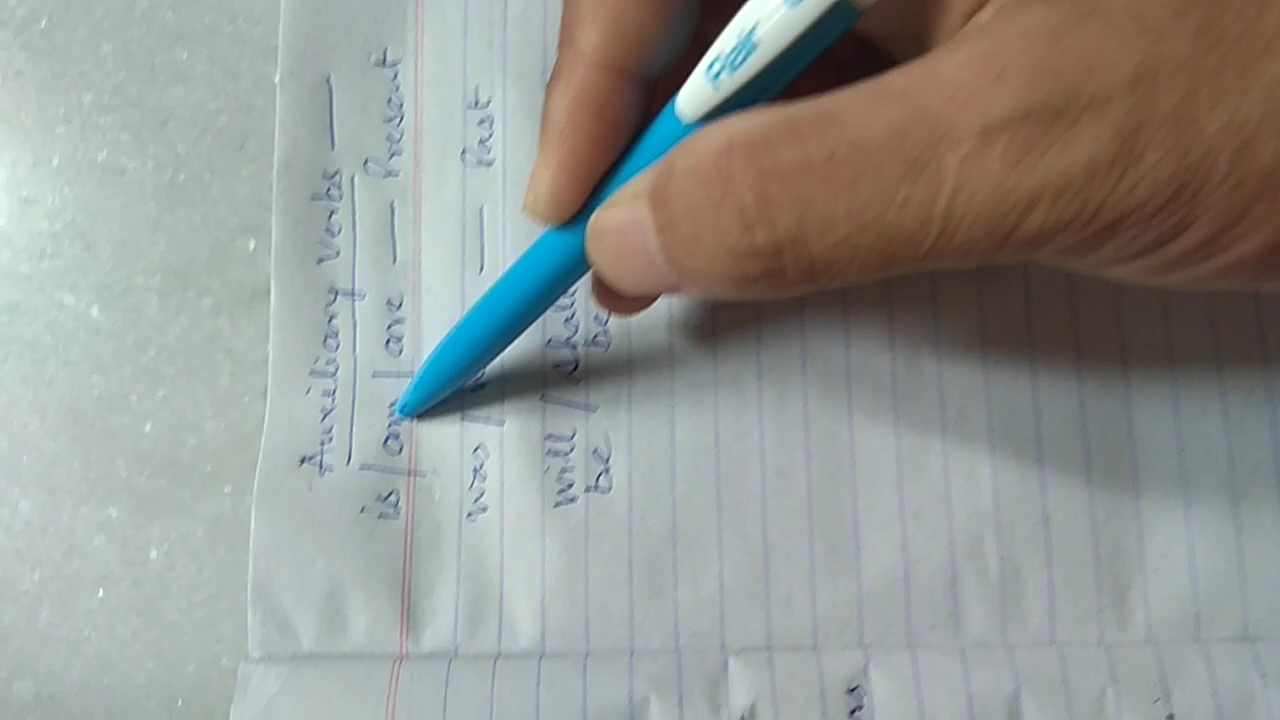 Auxiliary Verbs —
is / am / are — Present
was / — Past
will / shall
be be